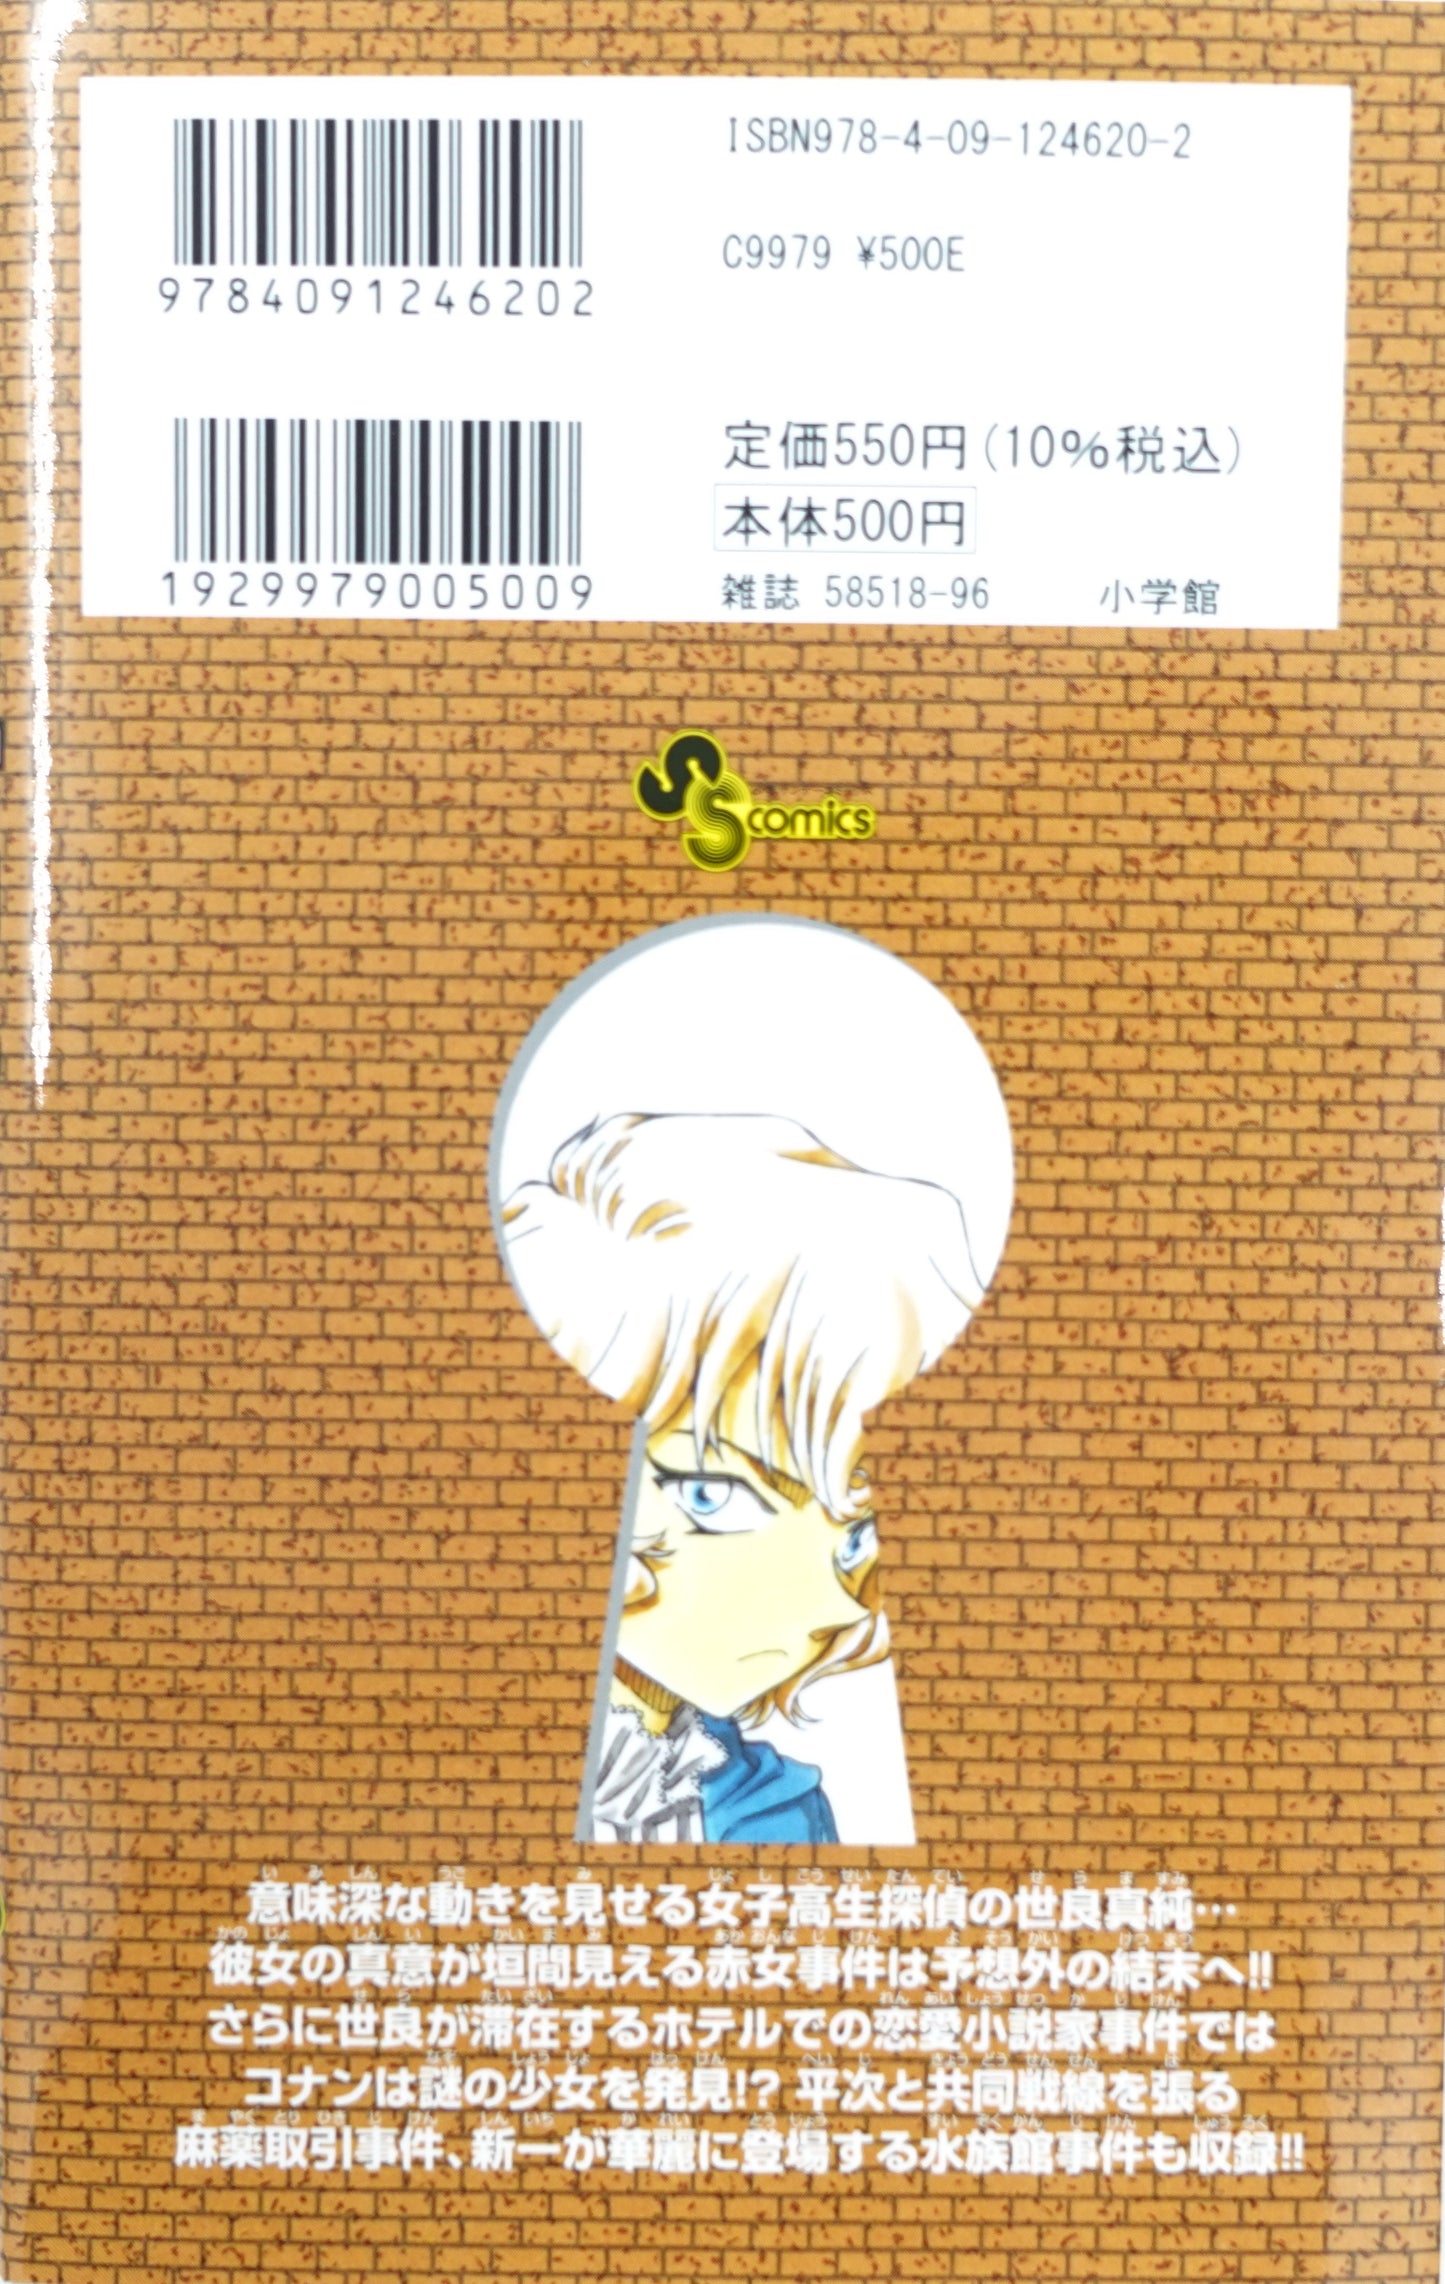 ISBN978-4-09-124620-2
9784091246202
C9979 ¥500E
定価550円(10%税込)
本体500円
1929979005009
雑誌 58518-96 小学館
S S comics
意味深な動きを見せる女子高生探偵の世良真純…
彼女の真意が垣間見える赤女事件は予想外の結末へ!!
さらに世良が滞在するホテルでの恋愛小説家事件では
コナンは謎の少女を発見!? 平次と共同戦線を張る
麻薬取引事件、新一が華麗に登場する水族館事件も収録!!